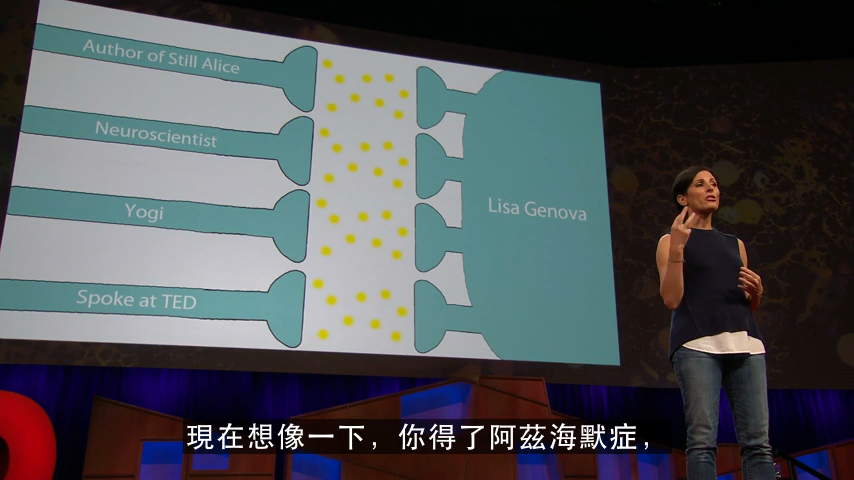 Author of Still Alice
Neuroscientist
Yogi
Spoke at TED
Lisa Genova
現在想像一下，你得了阿茲海默症，